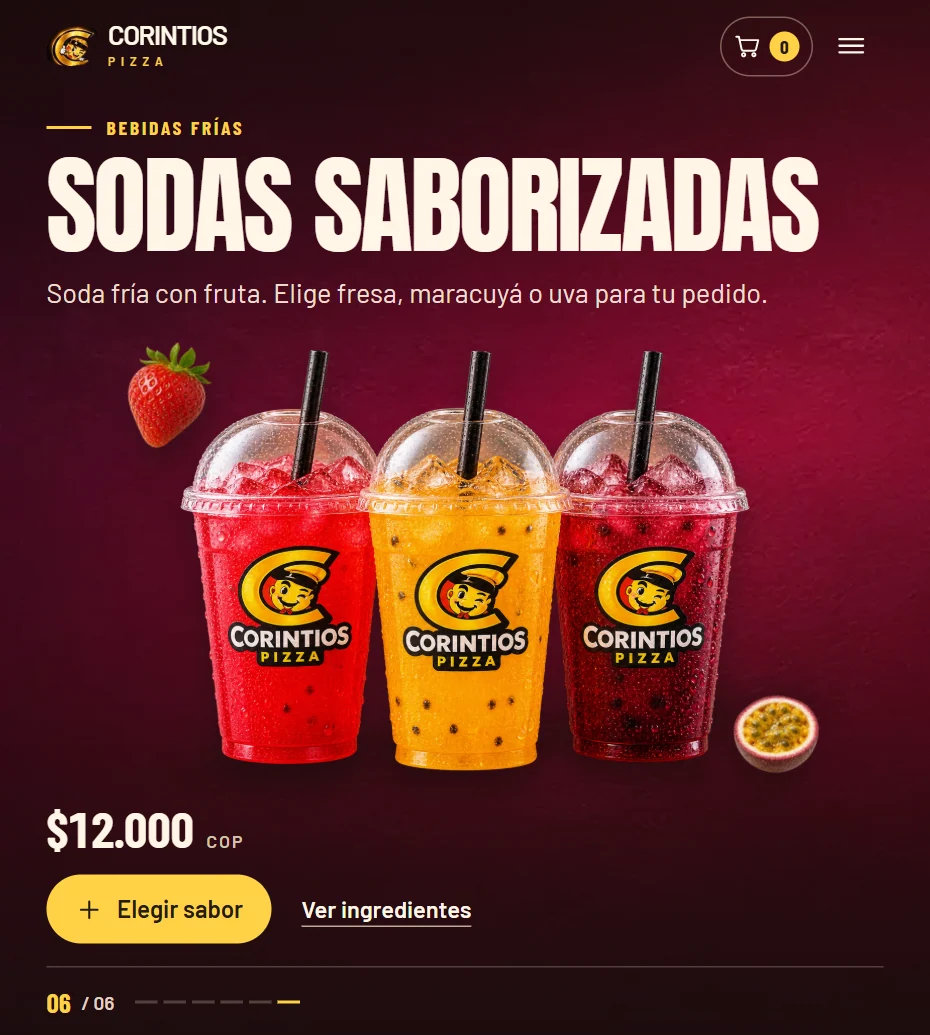 CORINTIOS
PIZZA
0
BEBIDAS FRÍAS
SODAS SABORIZADAS
Soda fría con fruta. Elige fresa, maracuyá o uva para tu pedido.
CORINTIOS
PIZZA
CORINTIOS
PIZZA
CORINTIOS
PIZZA
$12.000 COP
+ Elegir sabor
Ver ingredientes
06 / 06